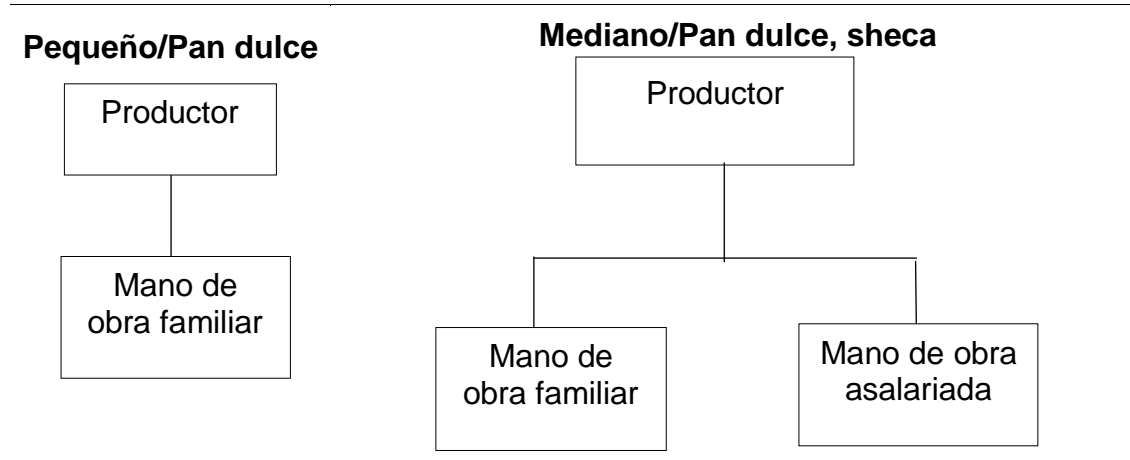 Pequeño/Pan dulce
Productor
Mano de
obra familiar
Mediano/Pan dulce, sheca
Productor
Mano de
obra familiar
Mano de obra
asalariada